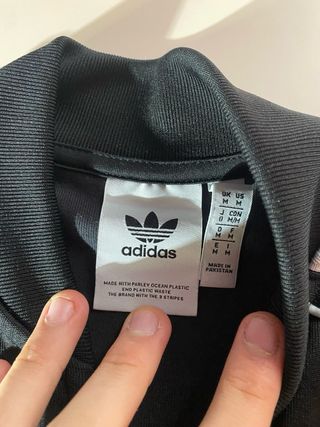 adidas
MADE WITH PARLEY OCEAN PLASTIC
END PLASTIC WASTE
THE BRAND WITH THE 3 STRIPES
UK US
M M
J CDN
O M/M
D F
M M
E I
M M
MADE IN
PAKISTAN